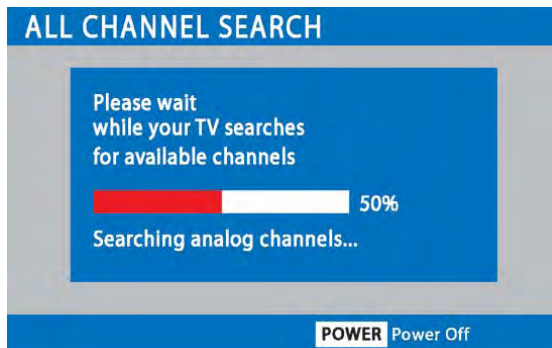 ALL CHANNEL SEARCH
Please wait
while your TV searches
for available channels
50%
Searching analog channels...
POWER Power Off